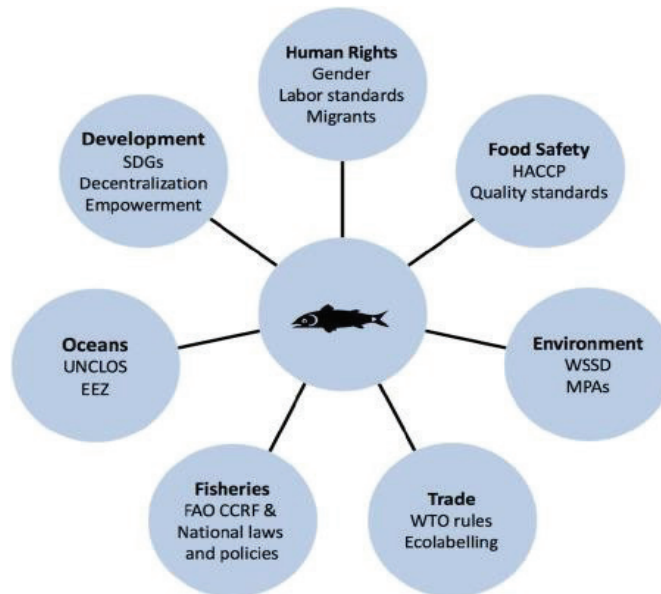 Human Rights
Gender
Labor standards
Migrants
Development
SDGs
Decentralization
Empowerment
Food Safety
HACCP
Quality standards
Oceans
UNCLOS
EEZ
Environment
WSSD
MPAs
Fisheries
FAO CCRF &
National laws
and policies
Trade
WTO rules
Ecolabelling